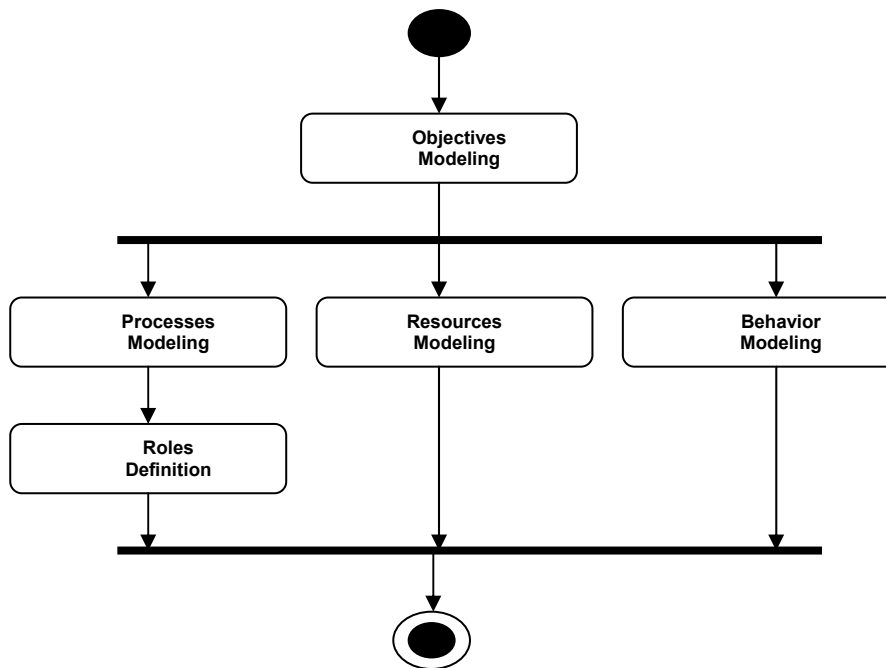 Objectives
Modeling
Processes
Modeling
Resources
Modeling
Behavior
Modeling
Roles
Definition